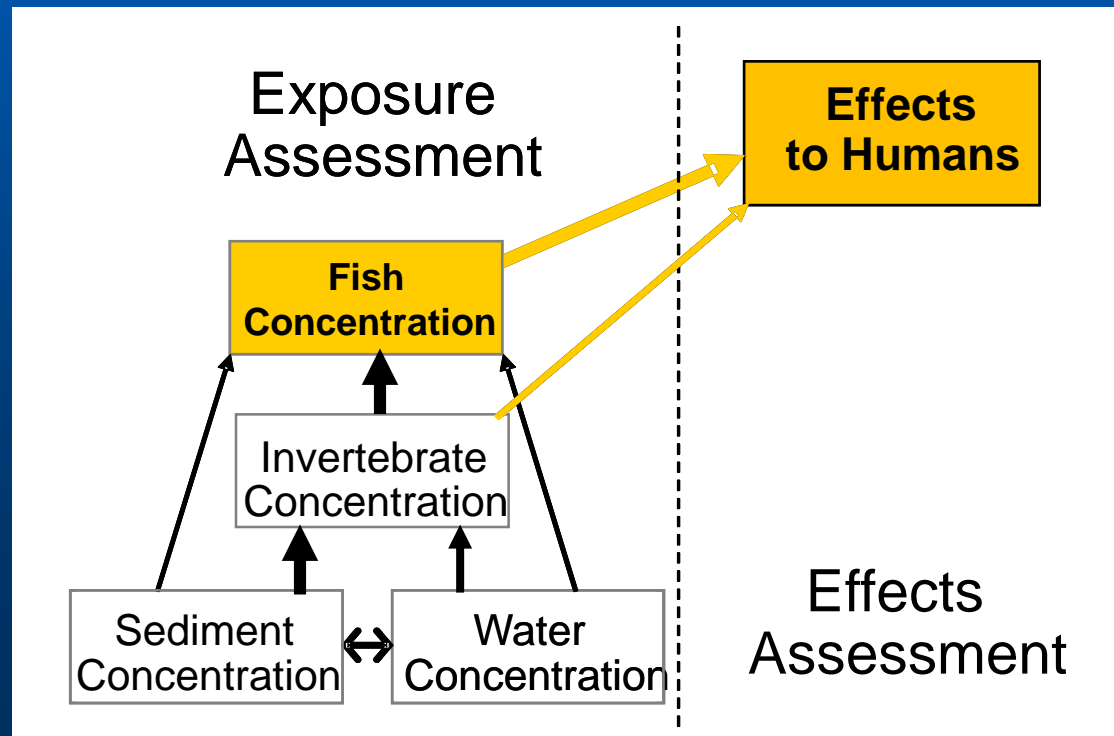 Exposure
Assessment
Effects
to Humans
Fish
Concentration
Invertebrate
Concentration
Sediment
Concentration
Water
Concentration
Effects
Assessment